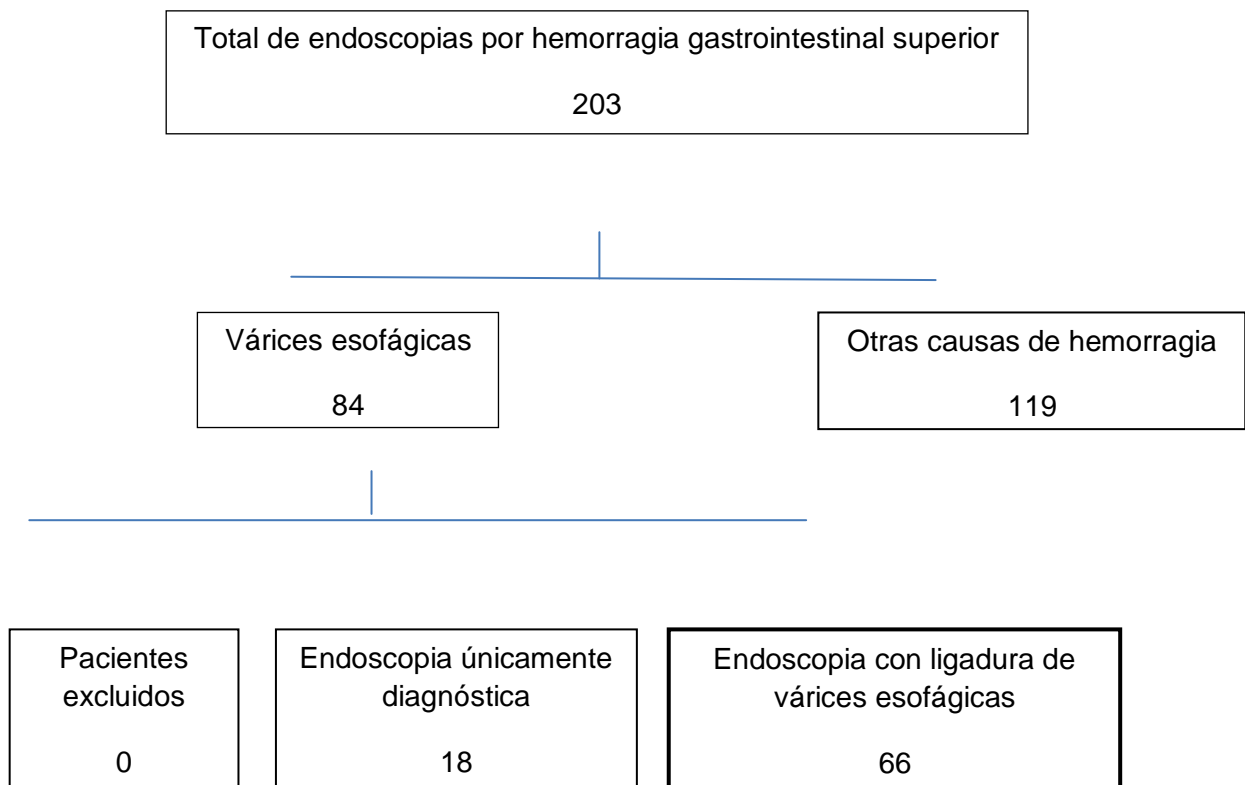 Total de endoscopias por hemorragia gastrointestinal superior
203
Várices esofágicas
84
Otras causas de hemorragia
119
Pacientes
excluidos
0
Endoscopia únicamente
diagnóstica
18
Endoscopia con ligadura de
várices esofágicas
66